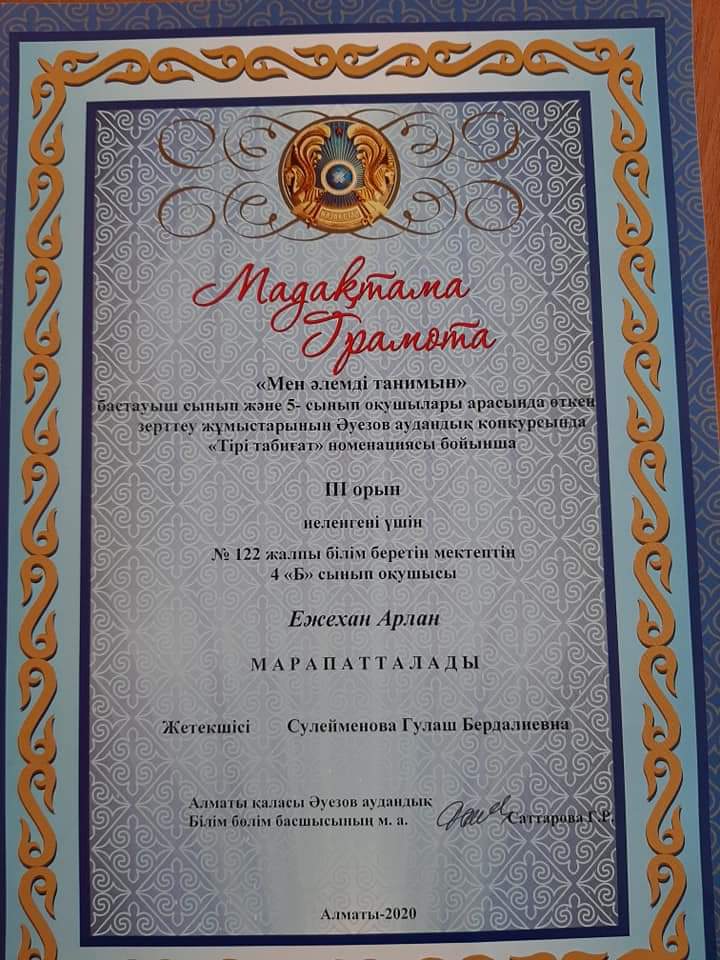 ҚАЗАҚСТАН
Мадақтама
Грамота
«Мен әлемді танимын»
бастауыш сынып және 5- сынып оқушылары арасында өткен
зерттеу жұмыстарының Әуезов аудандық конкурсында
«Тірі табиғат» номенациясы бойынша
III орын
иеленгені үшін
№ 122 жалпы білім беретін мектептің
4 «Б» сынып оқушысы
Ежехан Арлан
МАРАПАТТАЛАДЫ
Жетекшісі Сулейменова Гулаш Бердалиевна
Алматы қаласы Әуезов аудандық
Білім бөлім басшысының м. а. Саттарова Г.Р.
Алматы-2020